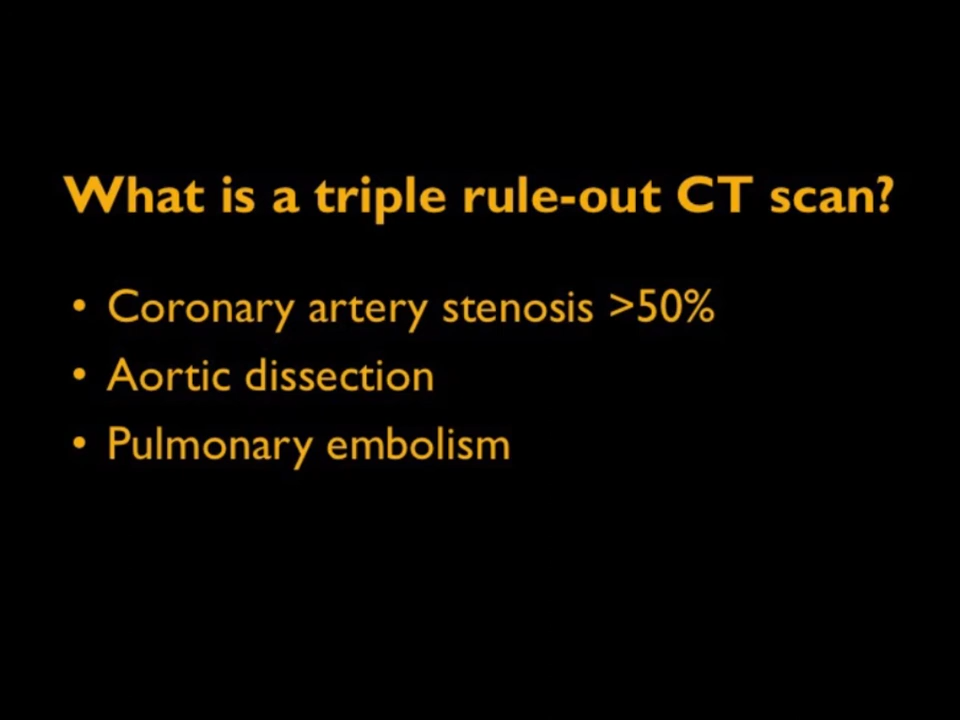 What is a triple rule-out CT scan?
• Coronary artery stenosis >50%
• Aortic dissection
• Pulmonary embolism